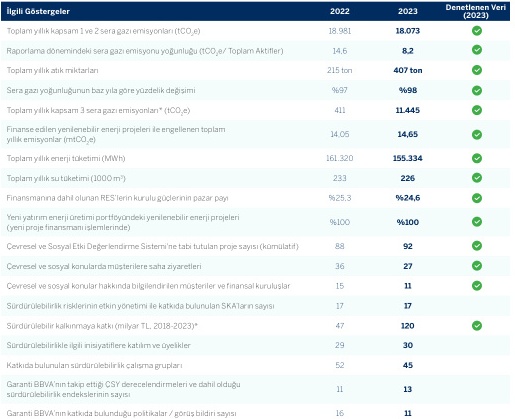 İlgili Göstergeler 2022 2023 Denetlenen Veri (2023)
Toplam yıllık kapsam 1 ve 2 sera gazı emisyonları (tCO₂e) 18.981 18.073
Raporlama dönemindeki sera gazı emisyonu yoğunluğu (tCO₂e/ Toplam Aktifler) 14,6 8,2
Toplam yıllık atık miktarları 215 ton 407 ton
Sera gazı yoğunluğunun baz yıla göre yüzdelik değişimi %97 %98
Toplam yıllık kapsam 3 sera gazı emisyonları* (tCO₂e) 411 11.445
Finanse edilen yenilenebilir enerji projeleri ile engellenen toplam
yıllık emisyonlar (mtCO₂e) 14,05 14,65
Toplam yıllık enerji tüketimi (MWh) 161.320 155.334
Toplam yıllık su tüketimi (1000 m³) 233 226
Finansmanına dahil olunan RES'lerin kurulu güçlerinin pazar payı %25,3 %24,6
Yeni yatırım enerji üretimi portföyündeki yenilenebilir enerji projeleri
(yeni proje finansmanı işlemlerinde) %100 %100
Çevresel ve Sosyal Etki Değerlendirme Sistemi'ne tabi tutulan proje sayısı (kümülatif) 88 92
Çevresel ve sosyal konularda müşterilere saha ziyaretleri 36 27
Çevresel ve sosyal konular hakkında bilgilendirilen müşteriler ve finansal kuruluşlar 15 11
Sürdürülebilirlik risklerinin etkin yönetimi ile katkıda bulunulan SKA'ların sayısı 17 17
Sürdürülebilir kalkınmaya katkı (milyar TL, 2018-2023)* 47 120
Sürdürülebilirlikle ilgili inisiyatiflere katılım ve üyelikler 29 30
Katkıda bulunulan sürdürülebilirlik çalışma grupları 52 45
Garanti BBVA'nın takip ettiği ÇSY derecelendirmeleri ve dahil olduğu
sürdürülebilirlik endekslerinin sayısı 11 13
Garanti BBVA'nın katkıda bulunduğu politikalar / görüş bildiri sayısı 16 11